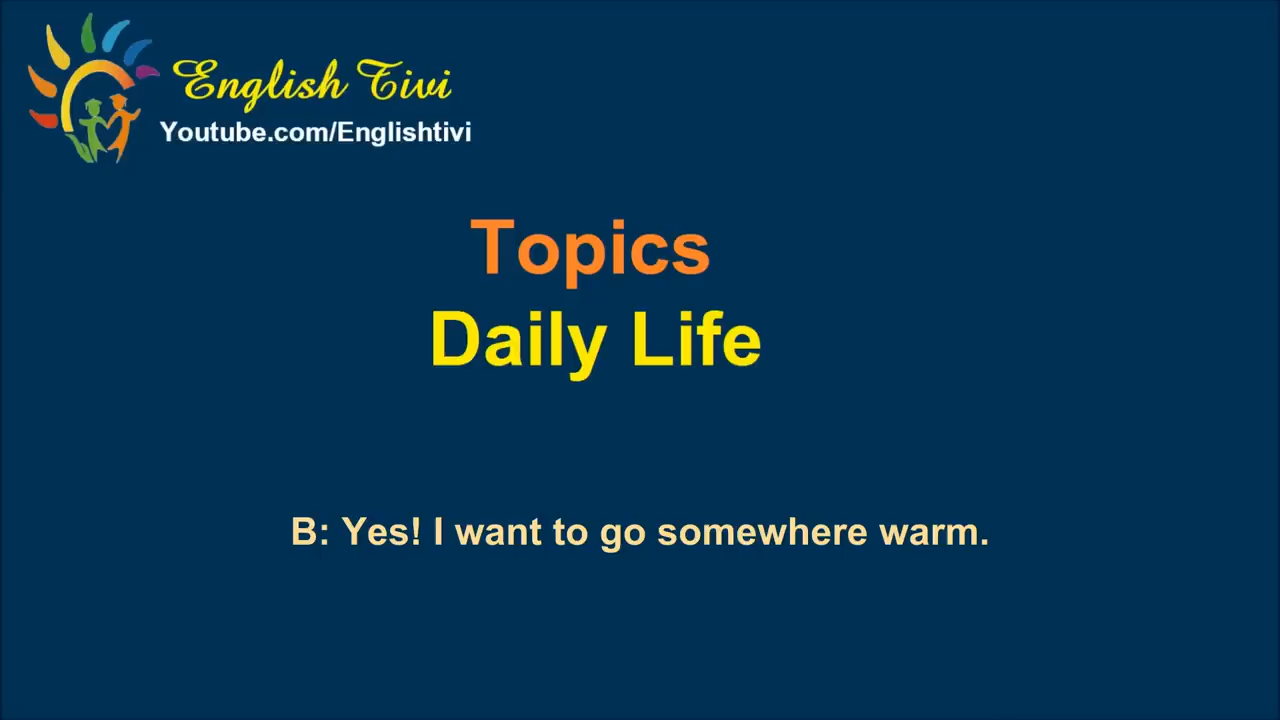 English Tivi
Youtube.com/Englishtivi
Topics
Daily Life
B: Yes! I want to go somewhere warm.